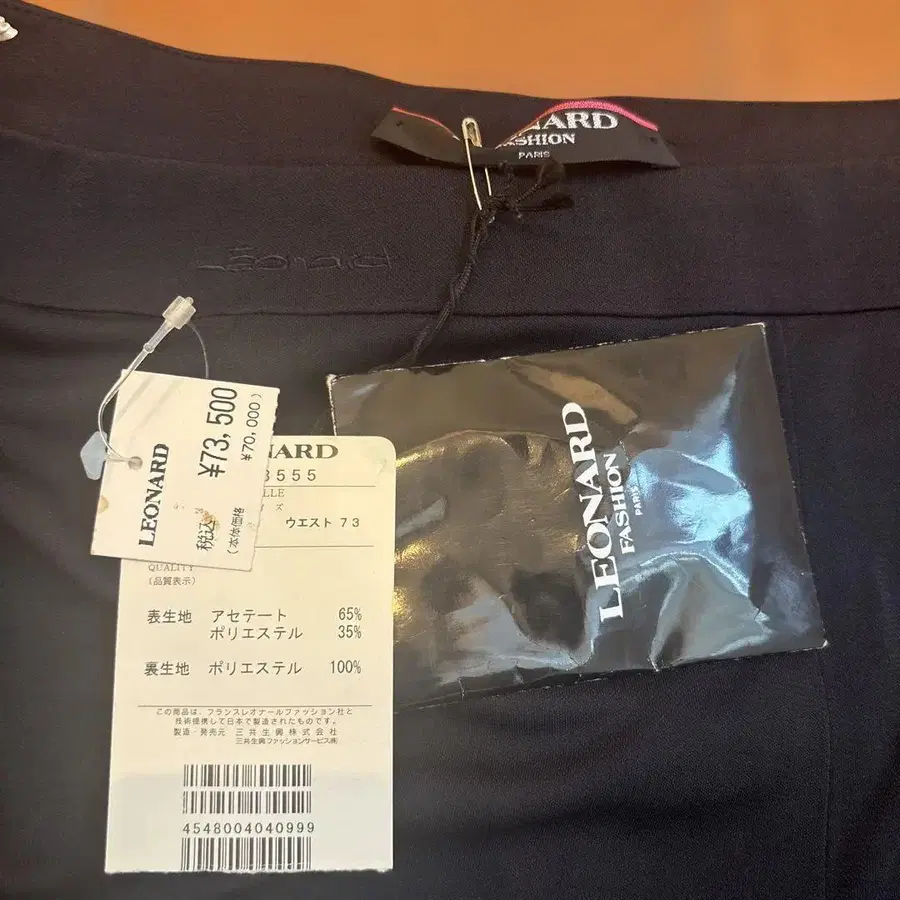 NARD
FASHION
PARIS
Leonard
LEONARD
¥73,500
税込
(本体価格
¥70,000)
NARD
3555
LLE
ズ
ウエスト 73
QUALITY
(品質表示)
表生地 アセテート 65%
ポリエステル 35%
裏生地 ポリエステル 100%
この商品は、フランスレオナールファッション社と
技術提携して日本で製造されたものです。
製造・発売元 三共生興株式会社
三共生興ファッションサービス㈱
4548004040999
LEONARD
FASHION
PARIS